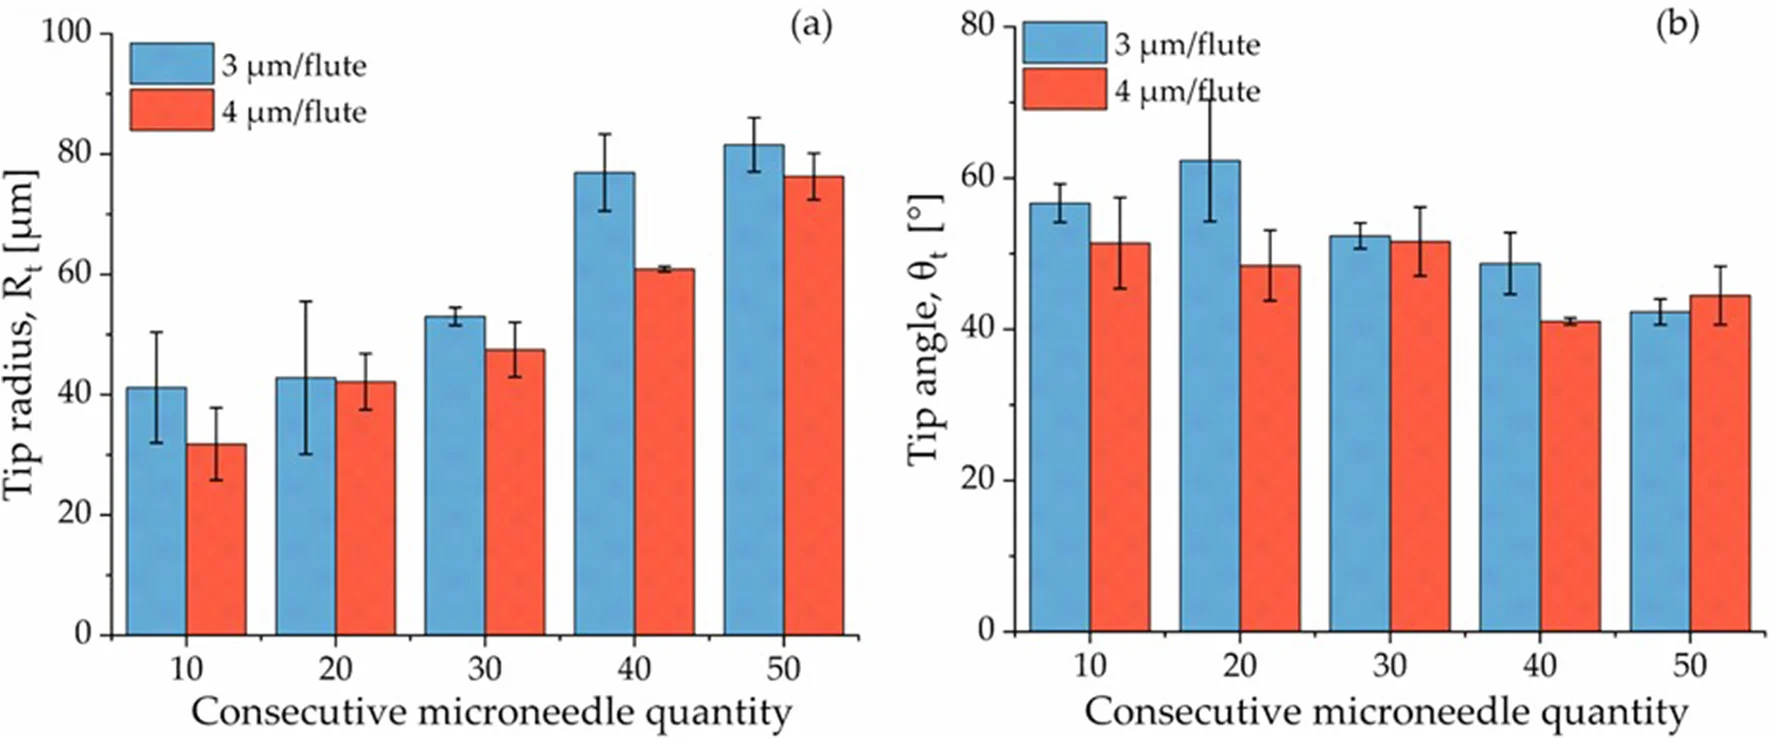 (a)
3 μm/flute
4 μm/flute
Tip radius, Rt [μm]
100
80
60
40
20
0
10 20 30 40 50
Consecutive microneedle quantity
(b)
3 μm/flute
4 μm/flute
Tip angle, θt [°]
80
60
40
20
0
10 20 30 40 50
Consecutive microneedle quantity